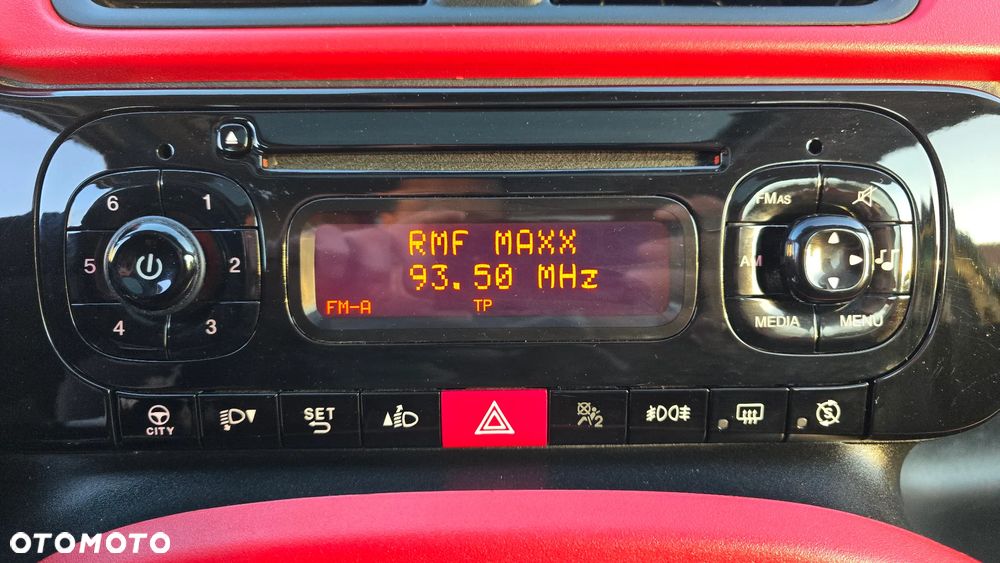 6 1
5 2
4 3
RMF MAXX
93.50 MHz
FM-A TP
FMAS
AM
MEDIA MENU
CITY
SET
2
OTOMOTO